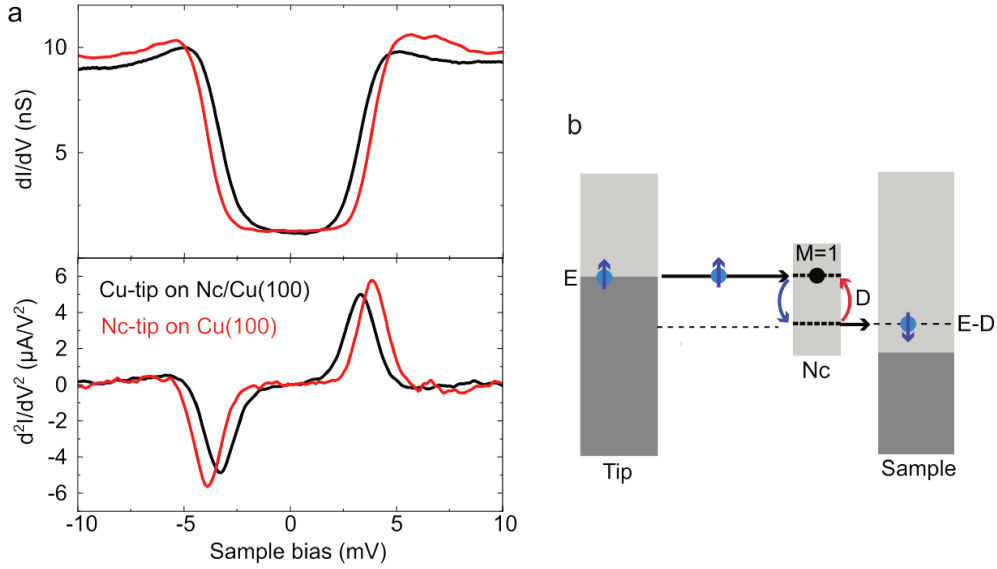 a
dI/dV (nS)
10
5
d²I/dV² (µA/V²)
6
4
2
0
-2
-4
-6
Cu-tip on Nc/Cu(100)
Nc-tip on Cu(100)
-10
-5
0
5
10
Sample bias (mV)
b
M=1
E
D
E-D
Nc
Tip
Sample